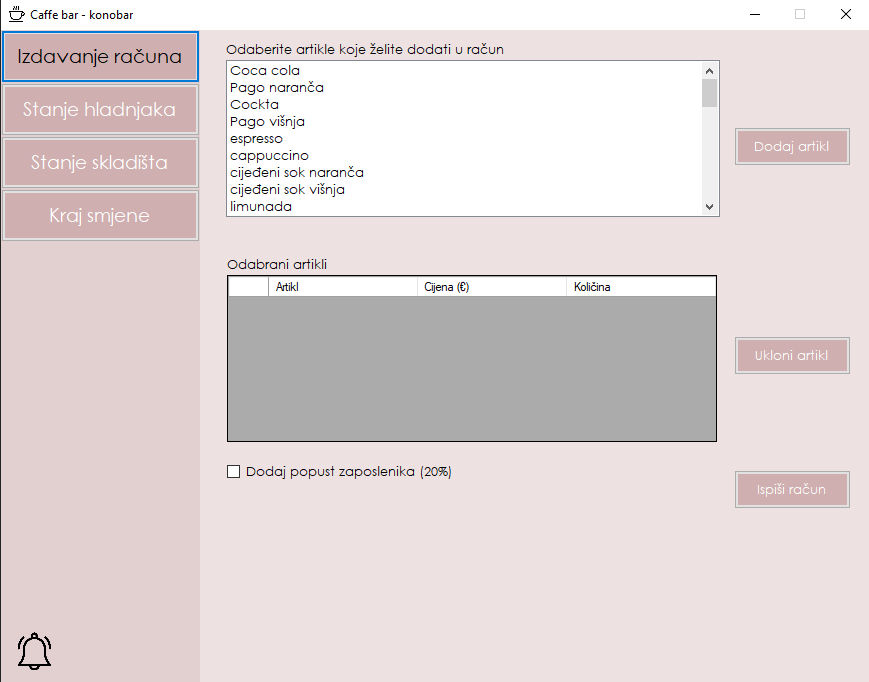 Caffe bar - konobar
Izdavanje računa
Stanje hladnjaka
Stanje skladišta
Kraj smjene
Odaberite artikle koje želite dodati u račun
Coca cola
Pago naranča
Cockta
Pago višnja
espresso
cappuccino
cijeđeni sok naranča
cijeđeni sok višnja
limunada
Dodaj artikl
Odabrani artikli
Artikl Cijena (€) Količina
Ukloni artikl
Dodaj popust zaposlenika (20%)
Ispiši račun